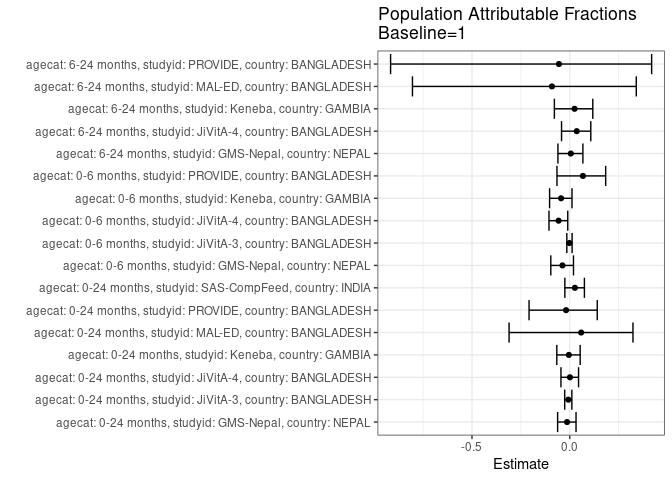 Population Attributable Fractions
Baseline=1
agecat: 6-24 months, studyid: PROVIDE, country: BANGLADESH
agecat: 6-24 months, studyid: MAL-ED, country: BANGLADESH
agecat: 6-24 months, studyid: Keneba, country: GAMBIA
agecat: 6-24 months, studyid: JiVitA-4, country: BANGLADESH
agecat: 6-24 months, studyid: GMS-Nepal, country: NEPAL
agecat: 0-6 months, studyid: PROVIDE, country: BANGLADESH
agecat: 0-6 months, studyid: Keneba, country: GAMBIA
agecat: 0-6 months, studyid: JiVitA-4, country: BANGLADESH
agecat: 0-6 months, studyid: JiVitA-3, country: BANGLADESH
agecat: 0-6 months, studyid: GMS-Nepal, country: NEPAL
agecat: 0-24 months, studyid: SAS-CompFeed, country: INDIA
agecat: 0-24 months, studyid: PROVIDE, country: BANGLADESH
agecat: 0-24 months, studyid: MAL-ED, country: BANGLADESH
agecat: 0-24 months, studyid: Keneba, country: GAMBIA
agecat: 0-24 months, studyid: JiVitA-4, country: BANGLADESH
agecat: 0-24 months, studyid: JiVitA-3, country: BANGLADESH
agecat: 0-24 months, studyid: GMS-Nepal, country: NEPAL
-0.5 0.0
Estimate